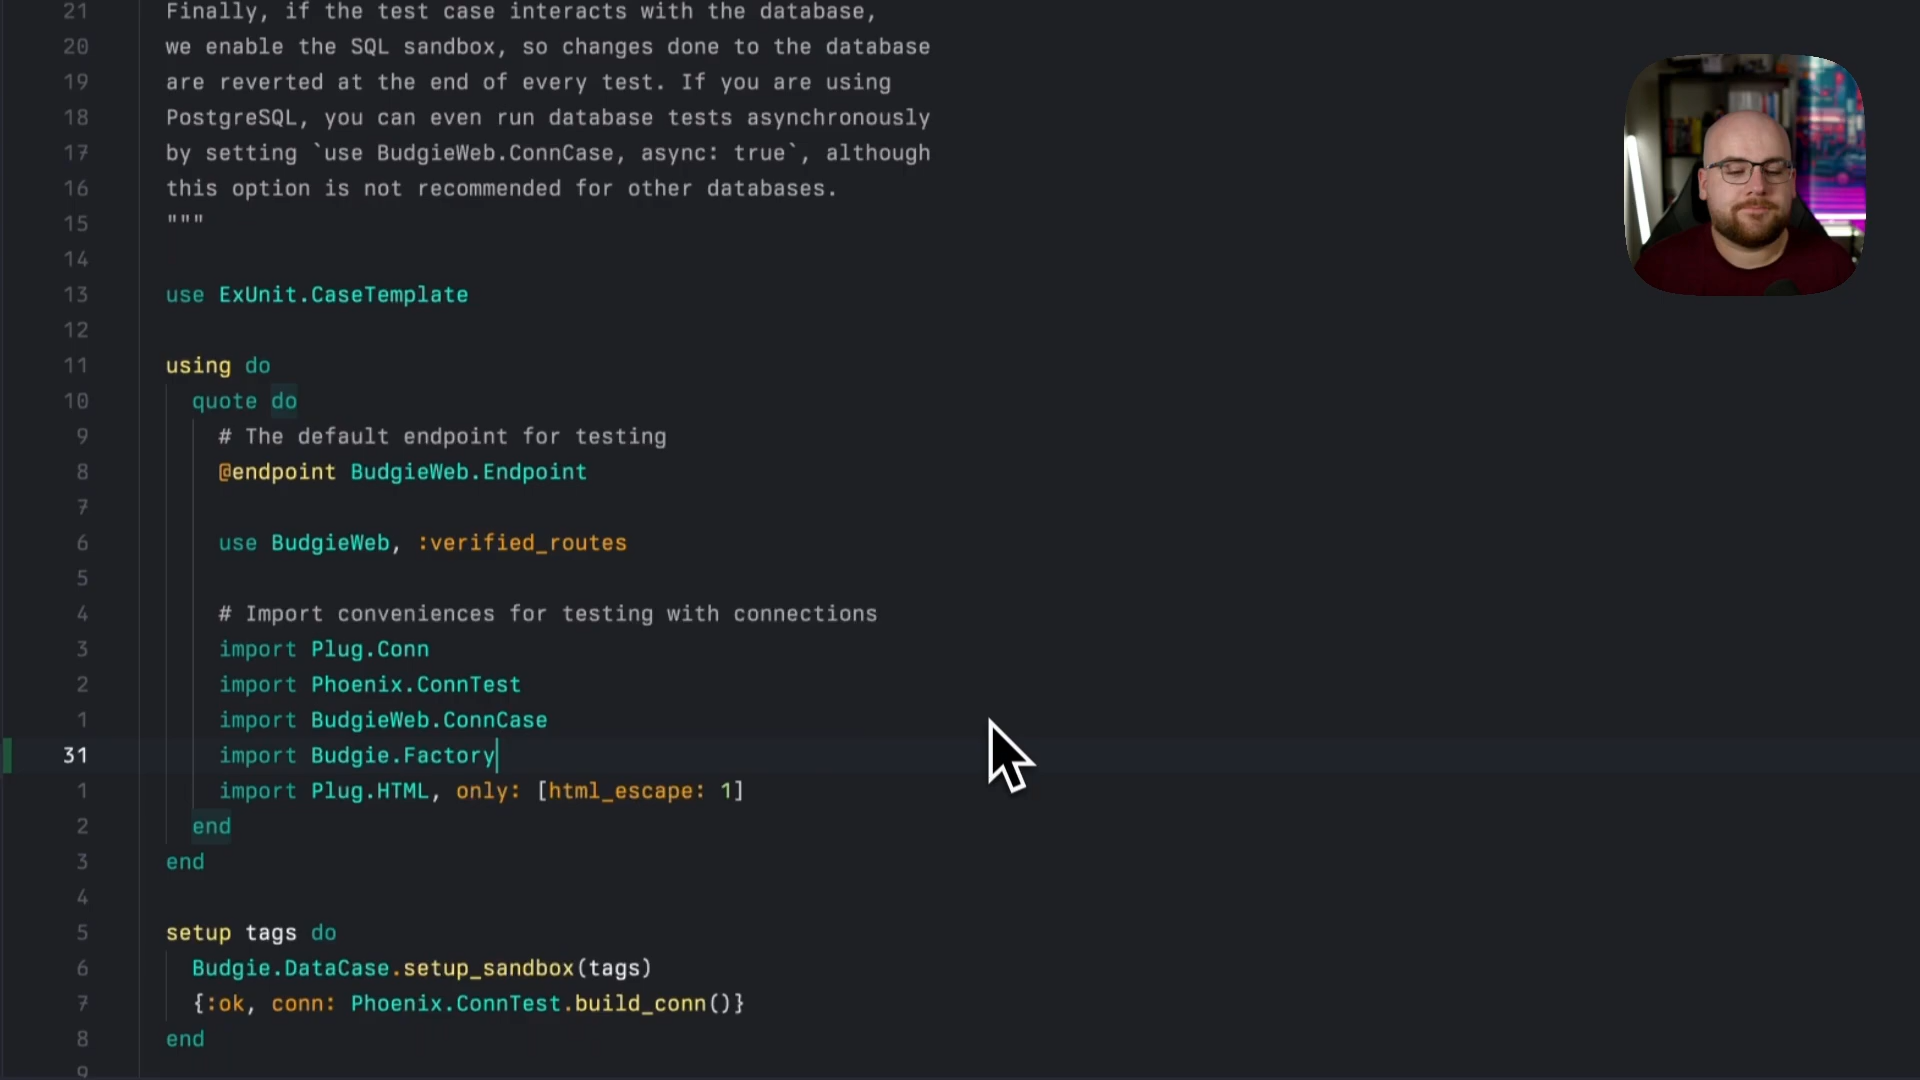 21 Finally, if the test case interacts with the database,
20 we enable the SQL sandbox, so changes done to the database
19 are reverted at the end of every test. If you are using
18 PostgreSQL, you can even run database tests asynchronously
17 by setting `use BudgieWeb.ConnCase, async: true`, although
16 this option is not recommended for other databases.
15 """
14
13 use ExUnit.CaseTemplate
12
11 using do
10 quote do
9 # The default endpoint for testing
8 @endpoint BudgieWeb.Endpoint
7
6 use BudgieWeb, :verified_routes
5
4 # Import conveniences for testing with connections
3 import Plug.Conn
2 import Phoenix.ConnTest
1 import BudgieWeb.ConnCase
31 import Budgie.Factory
1 import Plug.HTML, only: [html_escape: 1]
2 end
3 end
4
5 setup tags do
6 Budgie.DataCase.setup_sandbox(tags)
7 {:ok, conn: Phoenix.ConnTest.build_conn()}
8 end
9